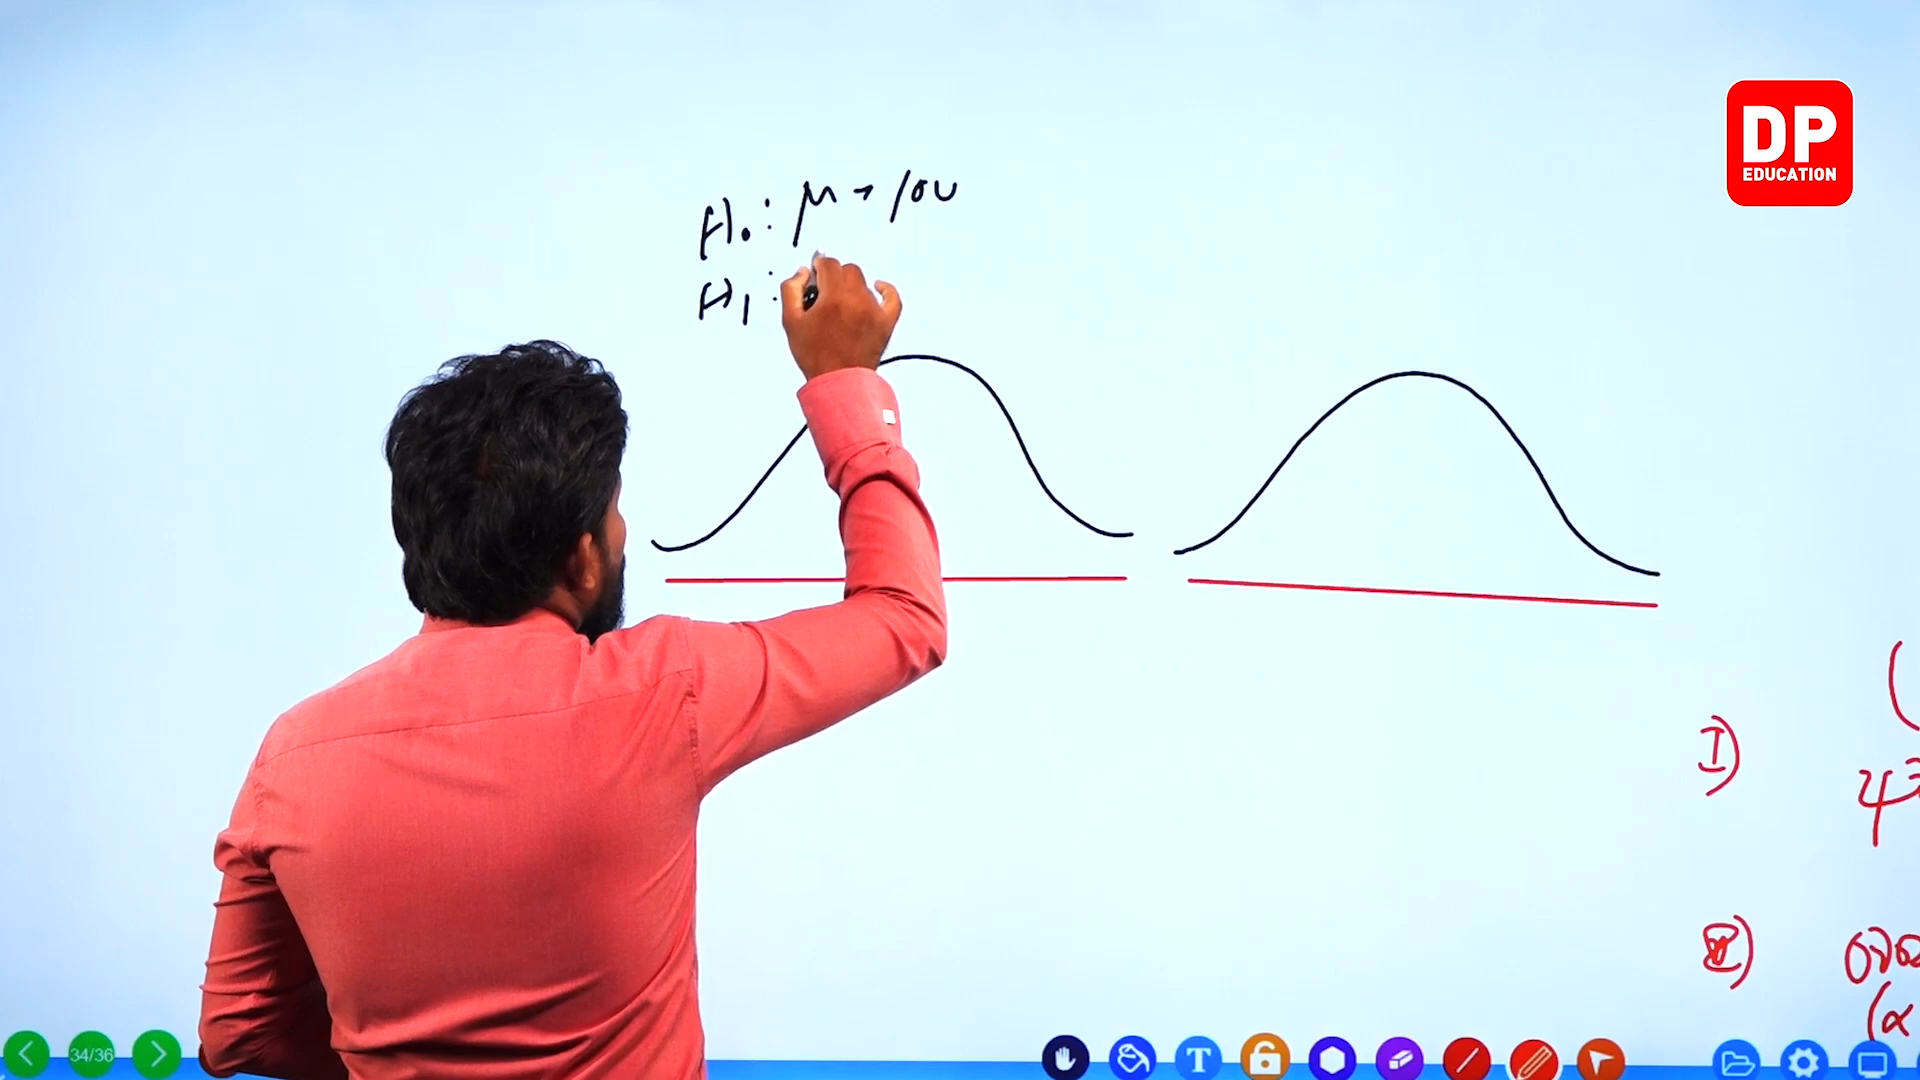 DP
EDUCATION
H₀ : μ = 100
H₁ :
I)
(α
34/36
T